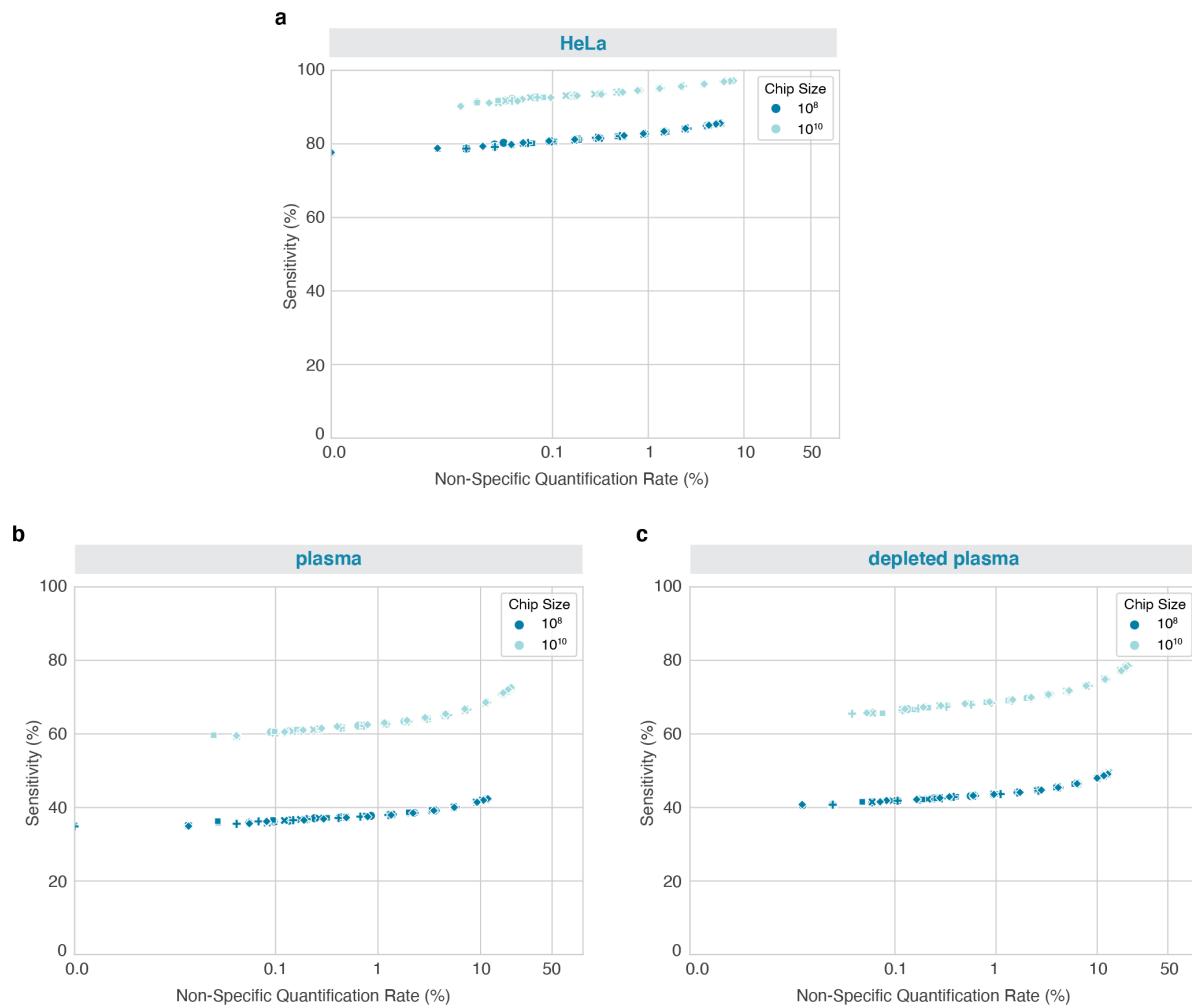 a
HeLa
100
80
60
40
20
0
Sensitivity (%)
Chip Size
10⁸
10¹⁰
0.0 0.1 1 10 50
Non-Specific Quantification Rate (%)
b
plasma
100
80
60
40
20
0
Sensitivity (%)
Chip Size
10⁸
10¹⁰
0.0 0.1 1 10 50
Non-Specific Quantification Rate (%)
c
depleted plasma
100
80
60
40
20
0
Sensitivity (%)
Chip Size
10⁸
10¹⁰
0.0 0.1 1 10 50
Non-Specific Quantification Rate (%)